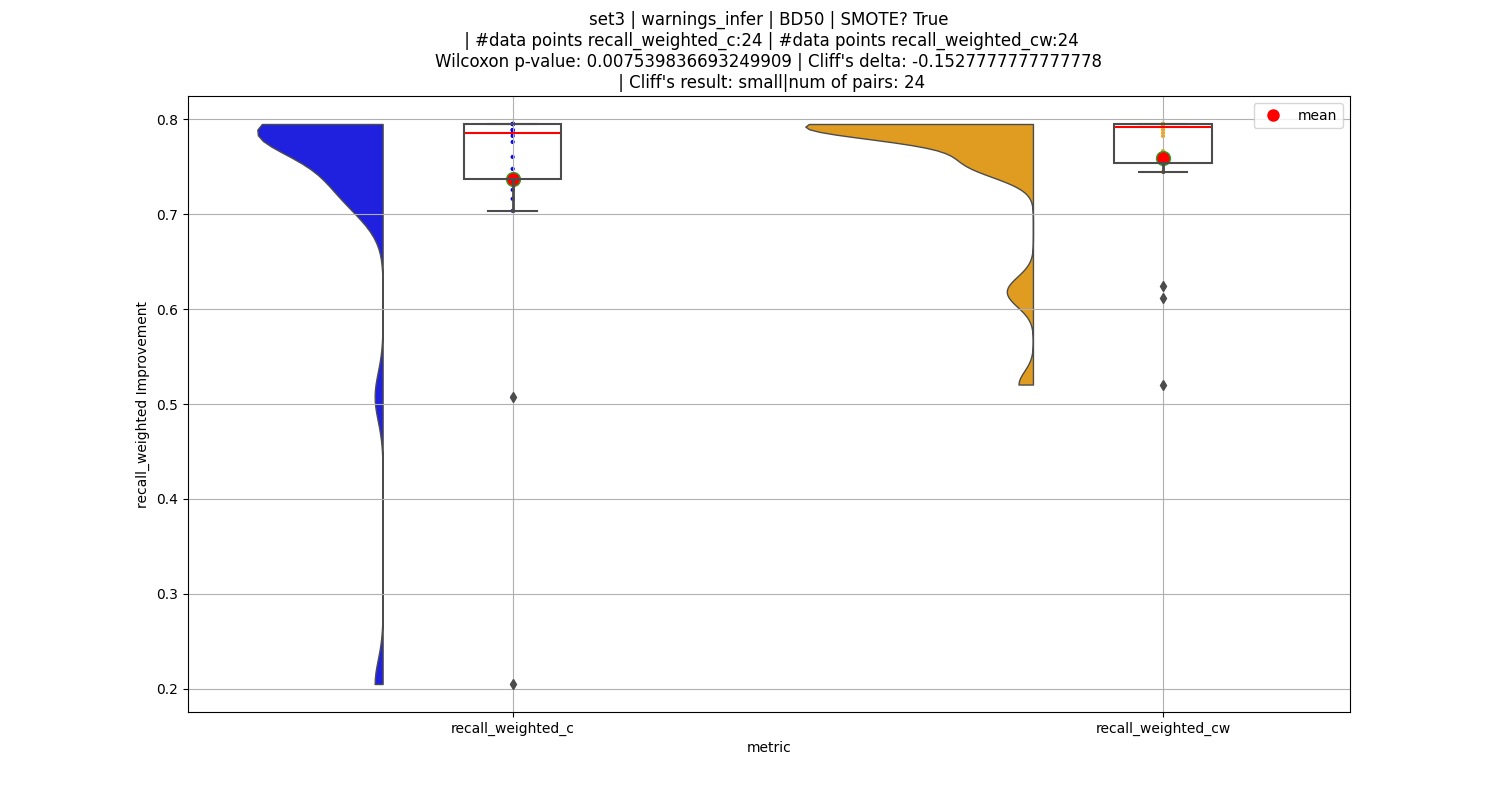 set3 | warnings_infer | BD50 | SMOTE? True
| #data points recall_weighted_c:24 | #data points recall_weighted_cw:24
Wilcoxon p-value: 0.007539836693249909 | Cliff's delta: -0.1527777777777778
| Cliff's result: small|num of pairs: 24
mean
0.8
0.7
0.6
0.5
0.4
0.3
0.2
recall_weighted Improvement
recall_weighted_c
recall_weighted_cw
metric